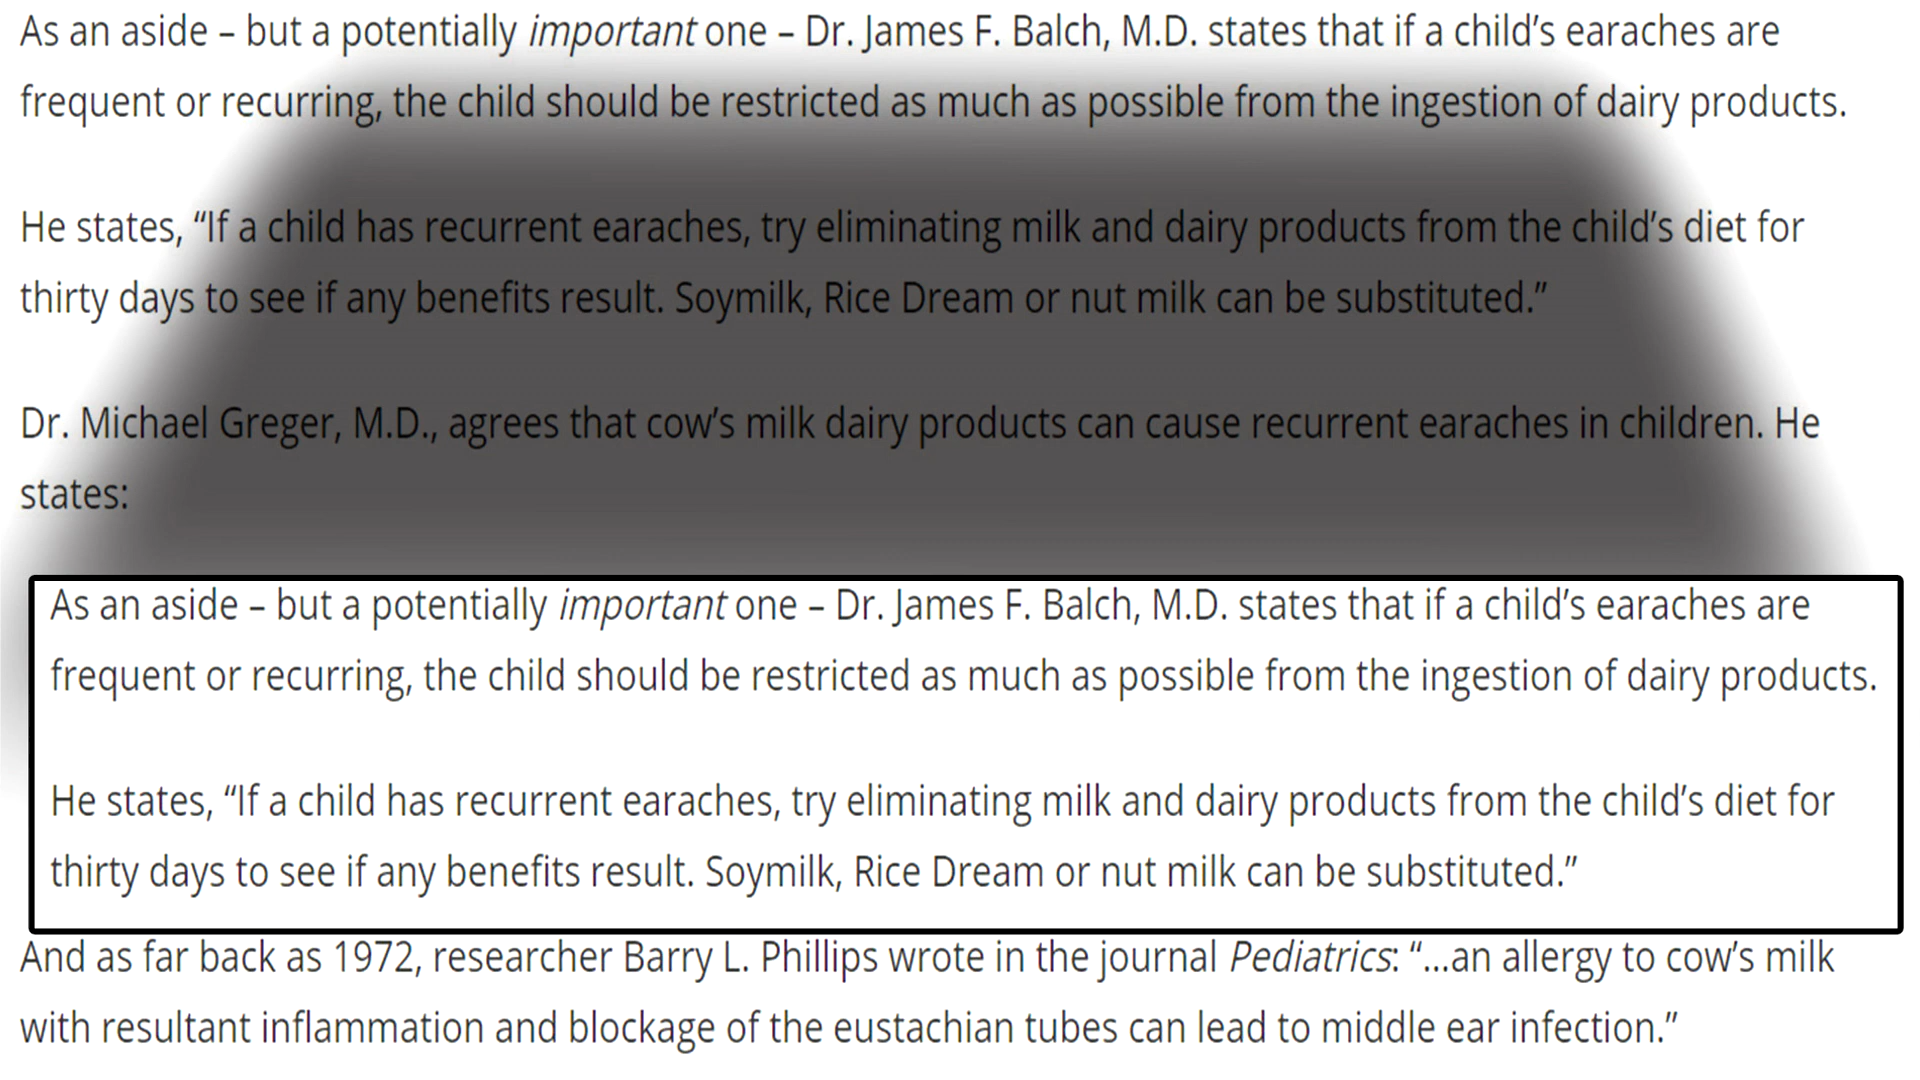 As an aside – but a potentially important one – Dr. James F. Balch, M.D. states that if a child’s earaches are
frequent or recurring, the child should be restricted as much as possible from the ingestion of dairy products.
He states, “If a child has recurrent earaches, try eliminating milk and dairy products from the child’s diet for
thirty days to see if any benefits result. Soymilk, Rice Dream or nut milk can be substituted.”
Dr. Michael Greger, M.D., agrees that cow’s milk dairy products can cause recurrent earaches in children. He
states:
As an aside – but a potentially important one – Dr. James F. Balch, M.D. states that if a child’s earaches are
frequent or recurring, the child should be restricted as much as possible from the ingestion of dairy products.
He states, “If a child has recurrent earaches, try eliminating milk and dairy products from the child’s diet for
thirty days to see if any benefits result. Soymilk, Rice Dream or nut milk can be substituted.”
And as far back as 1972, researcher Barry L. Phillips wrote in the journal Pediatrics: “…an allergy to cow’s milk
with resultant inflammation and blockage of the eustachian tubes can lead to middle ear infection.”